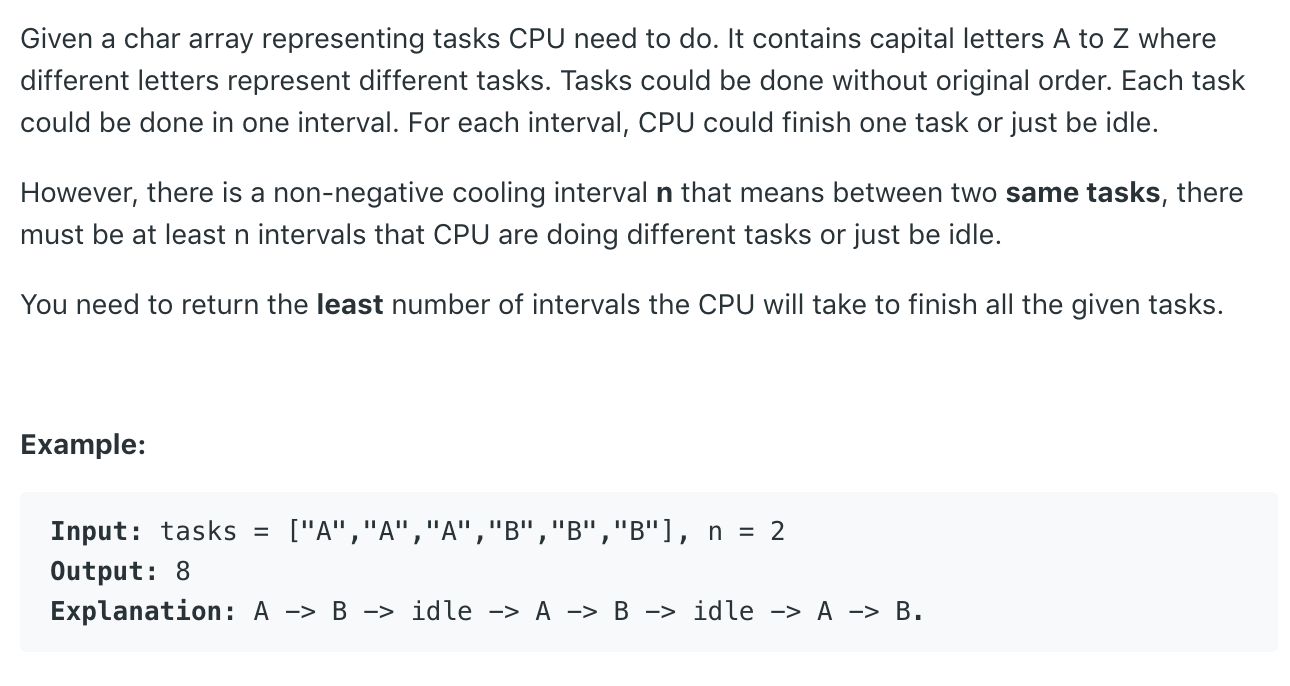 Given a char array representing tasks CPU need to do. It contains capital letters A to Z where
different letters represent different tasks. Tasks could be done without original order. Each task
could be done in one interval. For each interval, CPU could finish one task or just be idle.
However, there is a non-negative cooling interval n that means between two same tasks, there
must be at least n intervals that CPU are doing different tasks or just be idle.
You need to return the least number of intervals the CPU will take to finish all the given tasks.
Example:
Input: tasks = ["A","A","A","B","B","B"], n = 2
Output: 8
Explanation: A -> B -> idle -> A -> B -> idle -> A -> B.